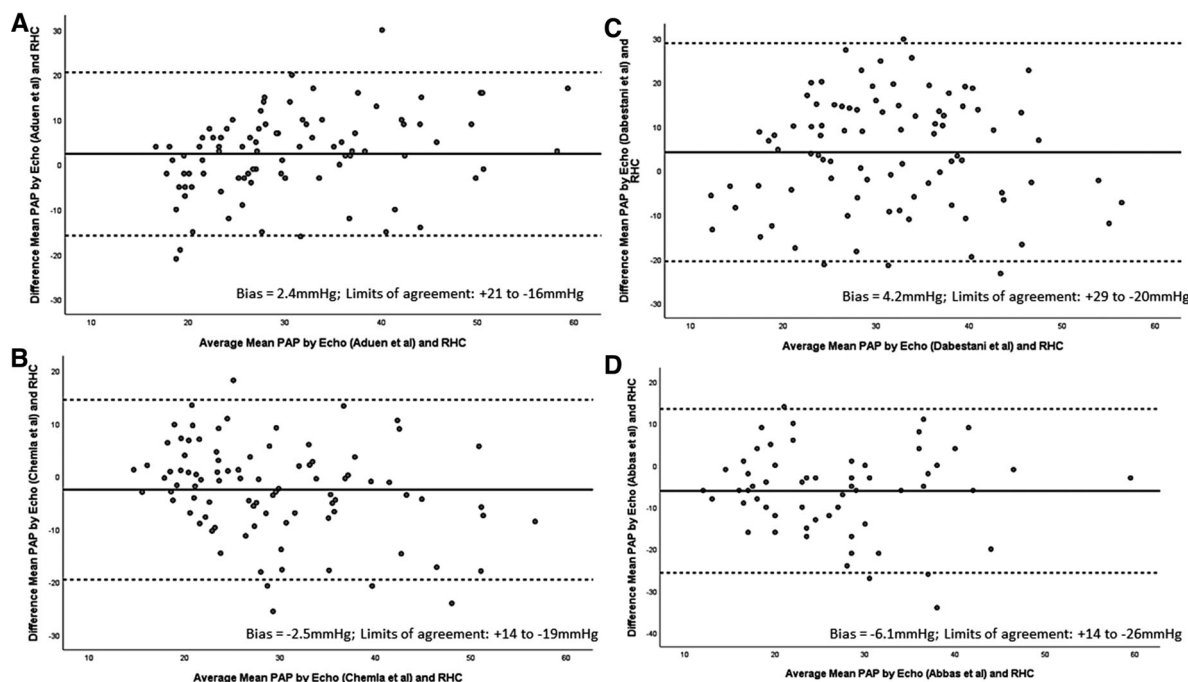 A
Difference Mean PAP by Echo (Aduen et al) and RHC
30
20
10
0
-10
-20
-30
Bias = 2.4mmHg; Limits of agreement: +21 to -16mmHg
10 20 30 40 50 60
Average Mean PAP by Echo (Aduen et al) and RHC
B
Difference Mean PAP by Echo (Chemla et al) and RHC
20
10
0
-10
-20
-30
Bias = -2.5mmHg; Limits of agreement: +14 to -19mmHg
10 20 30 40 50 60
Average Mean PAP by Echo (Chemla et al) and RHC
C
Difference Mean PAP by Echo (Dabestani et al) and
RHC
30
20
10
0
-10
-20
-30
Bias = 4.2mmHg; Limits of agreement: +29 to -20mmHg
10 20 30 40 50 60
Average Mean PAP by Echo (Dabestani et al) and RHC
D
Difference Mean PAP by Echo (Abbas et al) and RHC
20
10
0
-10
-20
-30
-40
Bias = -6.1mmHg; Limits of agreement: +14 to -26mmHg
10 20 30 40 50 60
Average Mean PAP by Echo (Abbas et al) and RHC